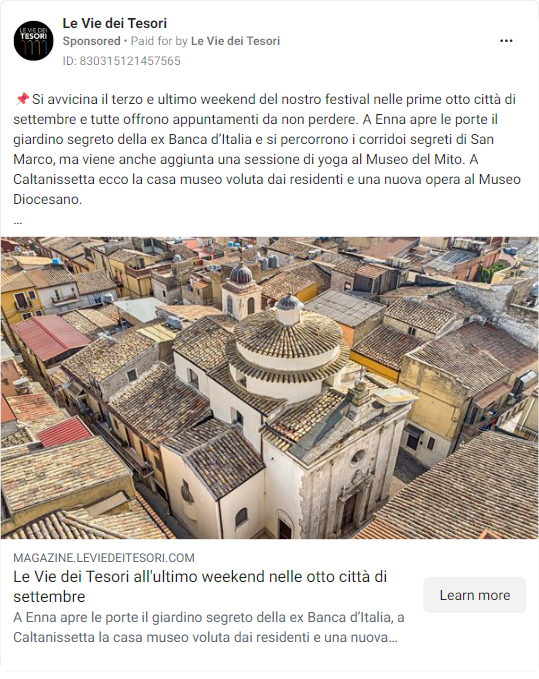 LE VIE DEI
TESORI
Le Vie dei Tesori
Sponsored • Paid for by Le Vie dei Tesori
ID: 830315121457565
📌Si avvicina il terzo e ultimo weekend del nostro festival nelle prime otto città di
settembre e tutte offrono appuntamenti da non perdere. A Enna apre le porte il
giardino segreto della ex Banca d’Italia e si percorrono i corridoi segreti di San
Marco, ma viene anche aggiunta una sessione di yoga al Museo del Mito. A
Caltanissetta ecco la casa museo voluta dai residenti e una nuova opera al Museo
Diocesano.
...
MAGAZINE.LEVIEDEITESORI.COM
Le Vie dei Tesori all'ultimo weekend nelle otto città di
settembre
A Enna apre le porte il giardino segreto della ex Banca d’Italia, a
Caltanissetta la casa museo voluta dai residenti e una nuova...
Learn more